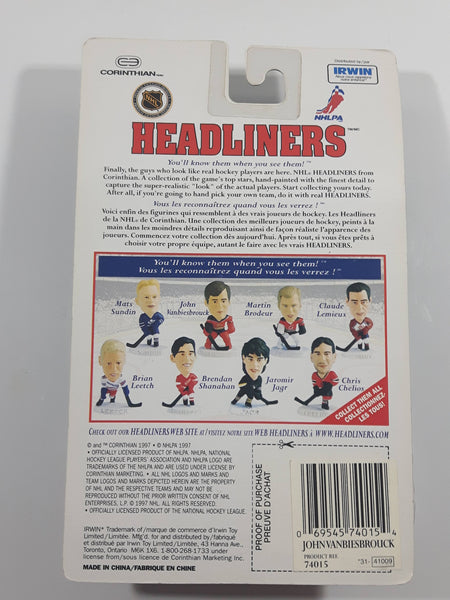 CORINTHIAN™
Distributed by/par
IRWIN
NHL
NHLPA
HEADLINERS™/MC
You'll know them when you see them!™
Finally, the guys who look like real hockey players are here. NHL® HEADLINERS from
Corinthian. A collection of the game's top stars, hand-painted with the finest detail to
capture the super-realistic "look" of the actual players. Start collecting yours today.
After all, if you're going to hand pick your own team, do it with real HEADLINERS.
Vous les reconnaîtrez quand vous les verrez !™
Voici enfin des figurines qui ressemblent à des vrais joueurs de hockey. Les Headliners
de la NHL® de Corinthian. Une collection des meilleurs joueurs de hockey, peints à la
main dans les moindres détails reproduisant ainsi de façon réaliste l'apparence des
joueurs. Commencez votre collection dès aujourd'hui. Après tout, si vous êtes prêts à
choisir votre propre équipe, autant le faire avec les vrais HEADLINERS.
You'll know them when you see them!™
Vous les reconnaîtrez quand vous les verrez !™
Mats
Sundin
John
Vanbiesbrouck
Martin
Brodeur
Claude
Lemieux
Brian
Leetch
Brendan
Shanahan
Jaromir
Jagr
Chris
Chelios
COLLECT THEM ALL
COLLECTIONNEZ-
LES TOUS!
CHECK OUT OUR HEADLINERS WEB SITE AT / VISITEZ NOTRE SITE WEB HEADLINERS À WWW.HEADLINERS.COM
© and ™ CORINTHIAN 1997 • © NHLPA 1997
• OFFICIALLY LICENSED PRODUCT OF NHLPA. NHLPA, NATIONAL
HOCKEY LEAGUE PLAYERS' ASSOCIATION AND NHLPA LOGO ARE
TRADEMARKS OF THE NHLPA AND ARE USED UNDER LICENSE BY
CORINTHIAN MARKETING. • ALL NHL LOGOS AND MARKS AND
TEAM LOGOS AND MARKS DEPICTED HEREIN ARE THE PROPERTY
OF NHL AND THE RESPECTIVE TEAMS AND MAY NOT BE REPRODUCED
WITHOUT THE PRIOR WRITTEN CONSENT OF NHL
ENTERPRISES, L.P. © 1997 NHL. ALL RIGHTS RESERVED.
• OFFICIALLY LICENSED PRODUCT OF THE NATIONAL HOCKEY LEAGUE.
IRWIN® Trademark of/marque de commerce d'Irwin Toy
Limited/Limitée. Mfg'd. for and distributed by/fabriqué
pour et distribué par Irwin Toy Limited/Limitée, 43 Hanna Ave.,
Toronto, Ontario M6K 1X6. 1-800-268-1733 under
license from/sous licence de Corinthian Marketing Inc.
MADE IN CHINA/FABRIQUÉ EN CHINE
PROOF OF PURCHASE
PREUVE D'ACHAT
0 69545 74015 4
JOHN VANBIESBROUCK
PRODUCT REF.
74015
*31- 41009